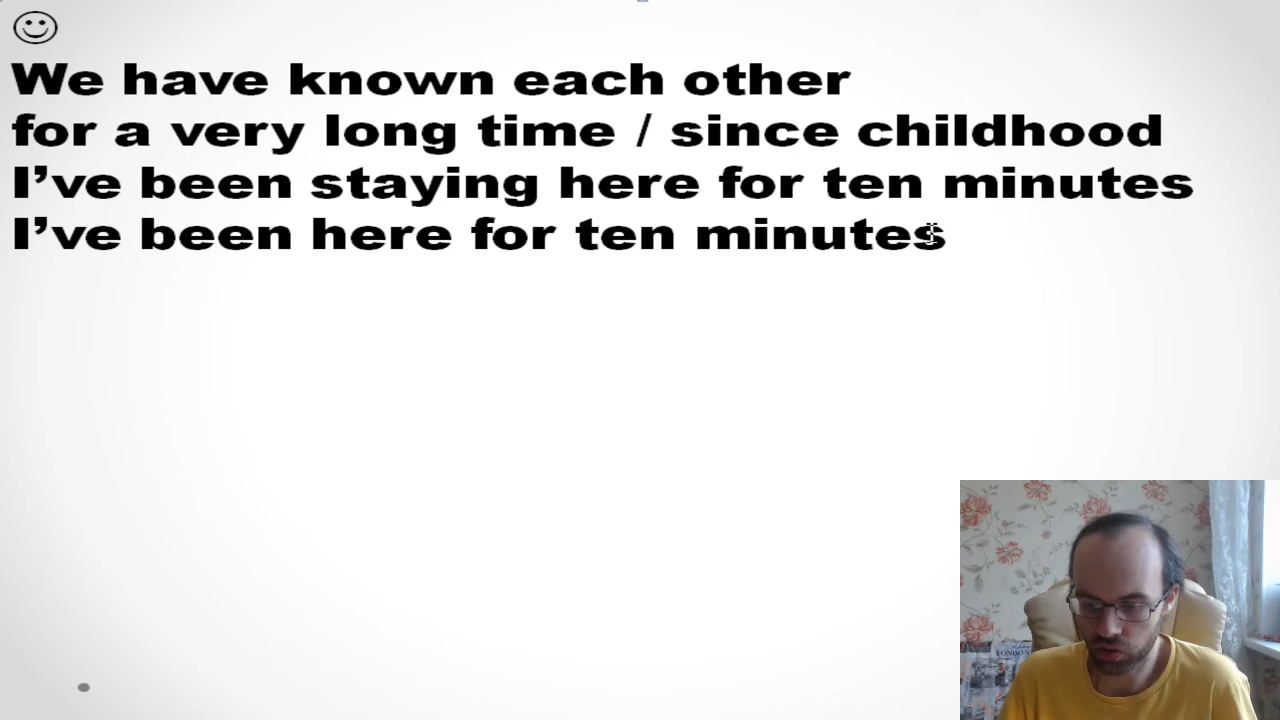 We have known each other
for a very long time / since childhood
I’ve been staying here for ten minutes
I’ve been here for ten minutes
LONDON